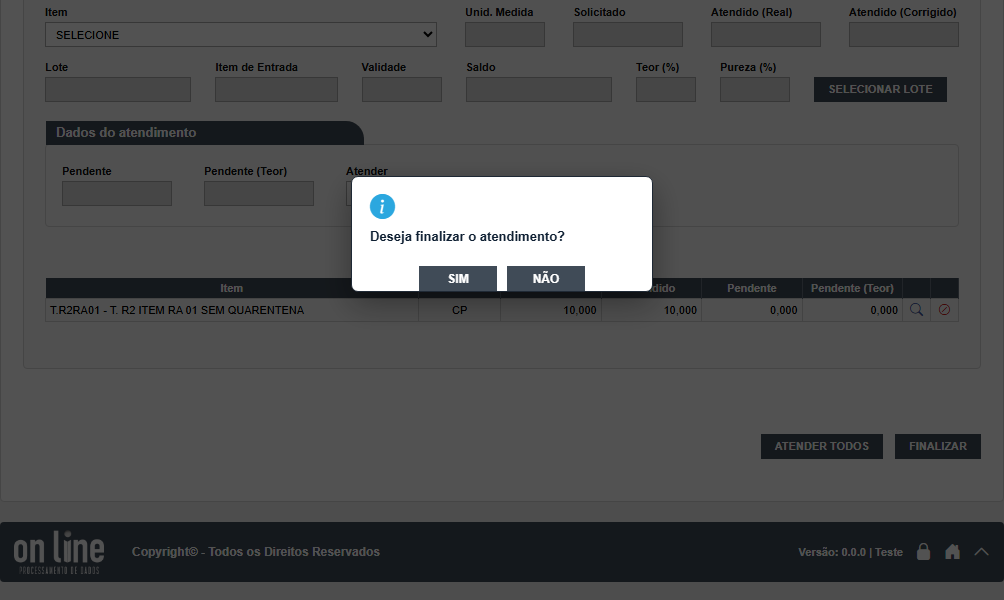 Item Unid. Medida Solicitado Atendido (Real) Atendido (Corrigido)
SELECIONE
Lote Item de Entrada Validade Saldo Teor (%) Pureza (%)
SELECIONAR LOTE
Dados do atendimento
Pendente Pendente (Teor) Atender
i
Deseja finalizar o atendimento?
SIM NÃO
Item Pendente Pendente (Teor)
T.R2RA01 - T. R2 ITEM RA 01 SEM QUARENTENA CP 10,000 10,000 0,000 0,000
ATENDER TODOS FINALIZAR
on line
PROCESSAMENTO DE DADOS
Copyright© - Todos os Direitos Reservados
Versão: 0.0.0 | Teste